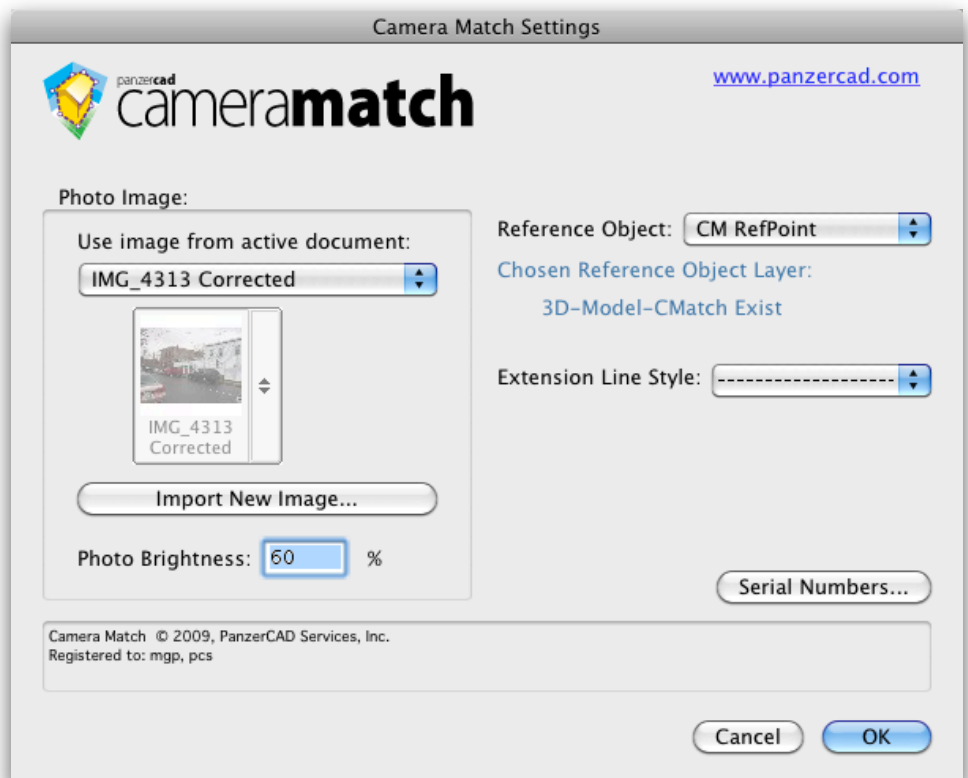 Camera Match Settings
panzercad
cameramatch
www.panzercad.com
Photo Image:
Use image from active document:
IMG_4313 Corrected
IMG_4313
Corrected
Import New Image...
Photo Brightness: 60 %
Reference Object: CM RefPoint
Chosen Reference Object Layer:
3D-Model-CMatch Exist
Extension Line Style: -------------------
Serial Numbers...
Camera Match © 2009, PanzerCAD Services, Inc.
Registered to: mgp, pcs
Cancel
OK